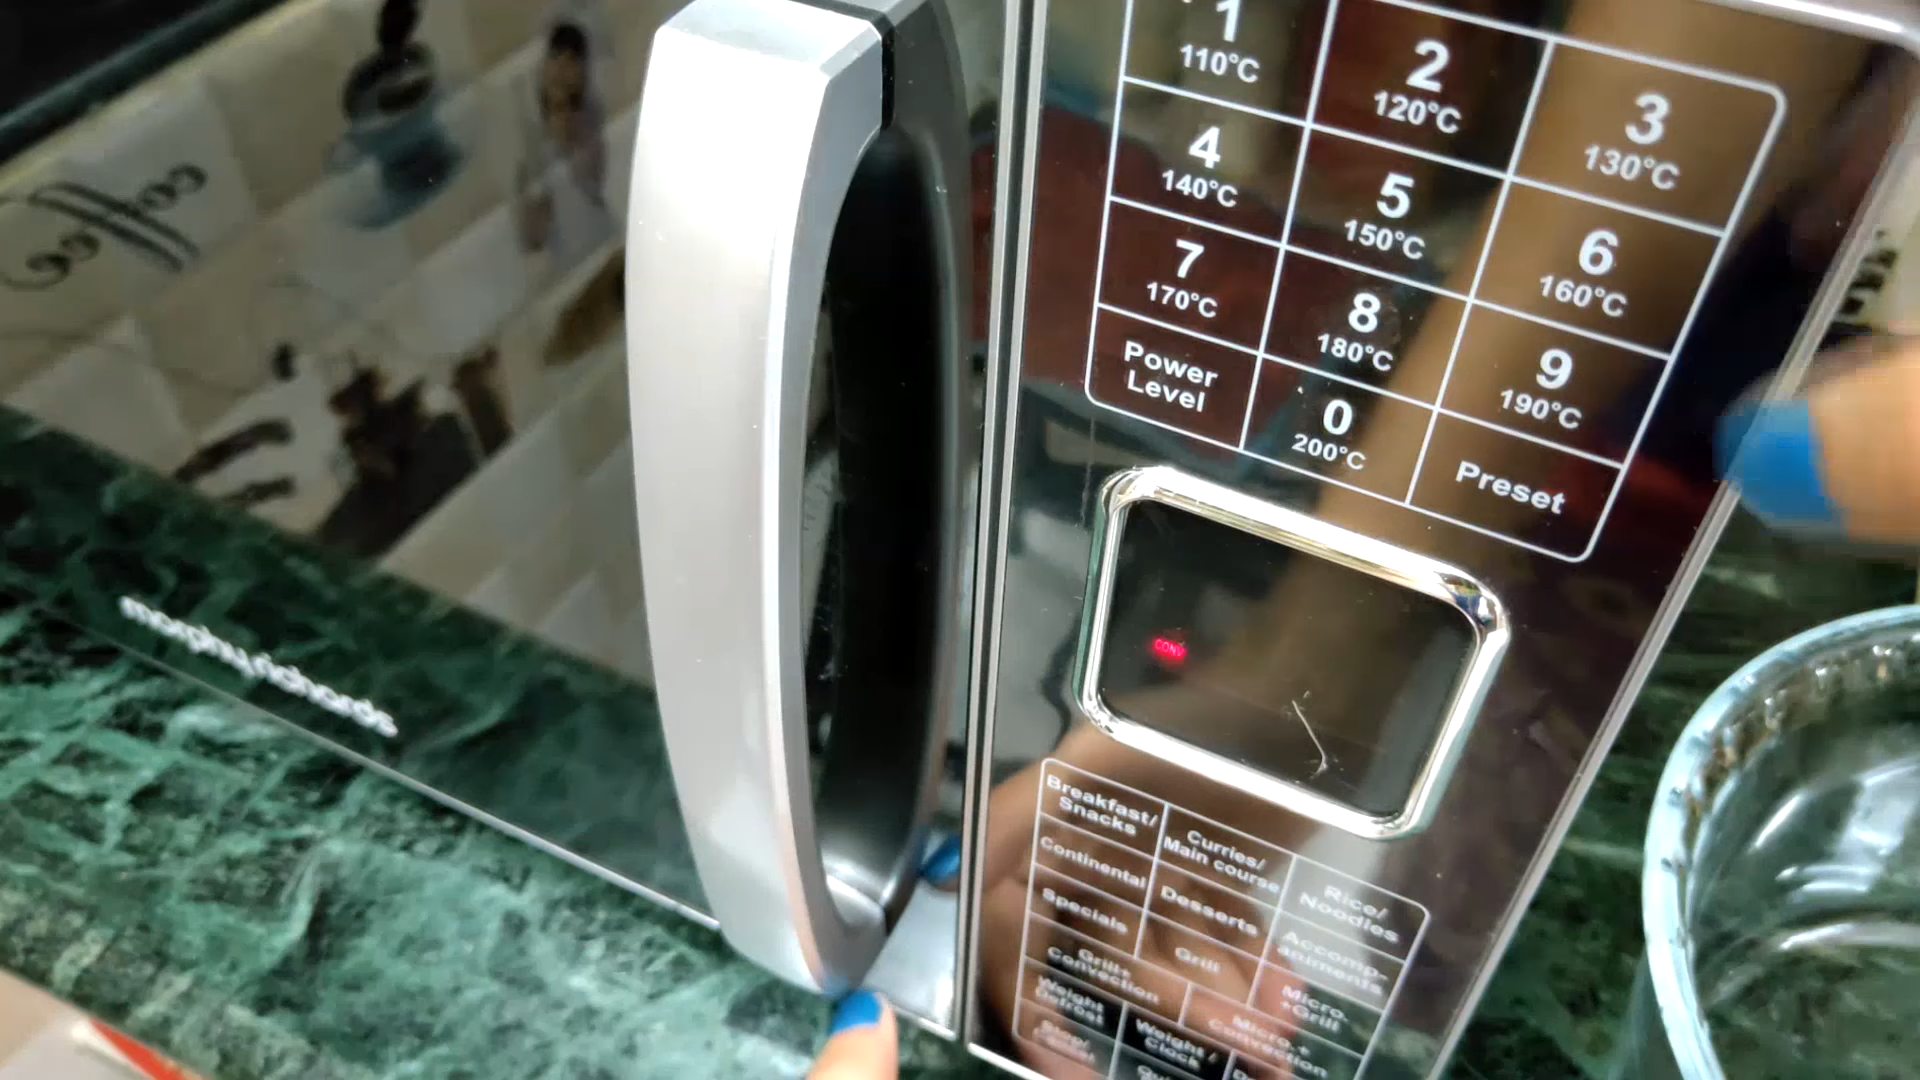 1
110°C
2
120°C
3
130°C
4
140°C
5
150°C
6
160°C
7
170°C
8
180°C
9
190°C
Power
Level
0
200°C
Preset
CONV
Breakfast/
Snacks
Curries/
Main course
Rice/
Noodles
Continental
Desserts
Accomp-
animents
Specials
Grill
Micro.
+Grill
Grill+
Convection
Micro.+
Convection
Weight
Defrost
Weight /
Clock
Stop/
coffee
morphy richards